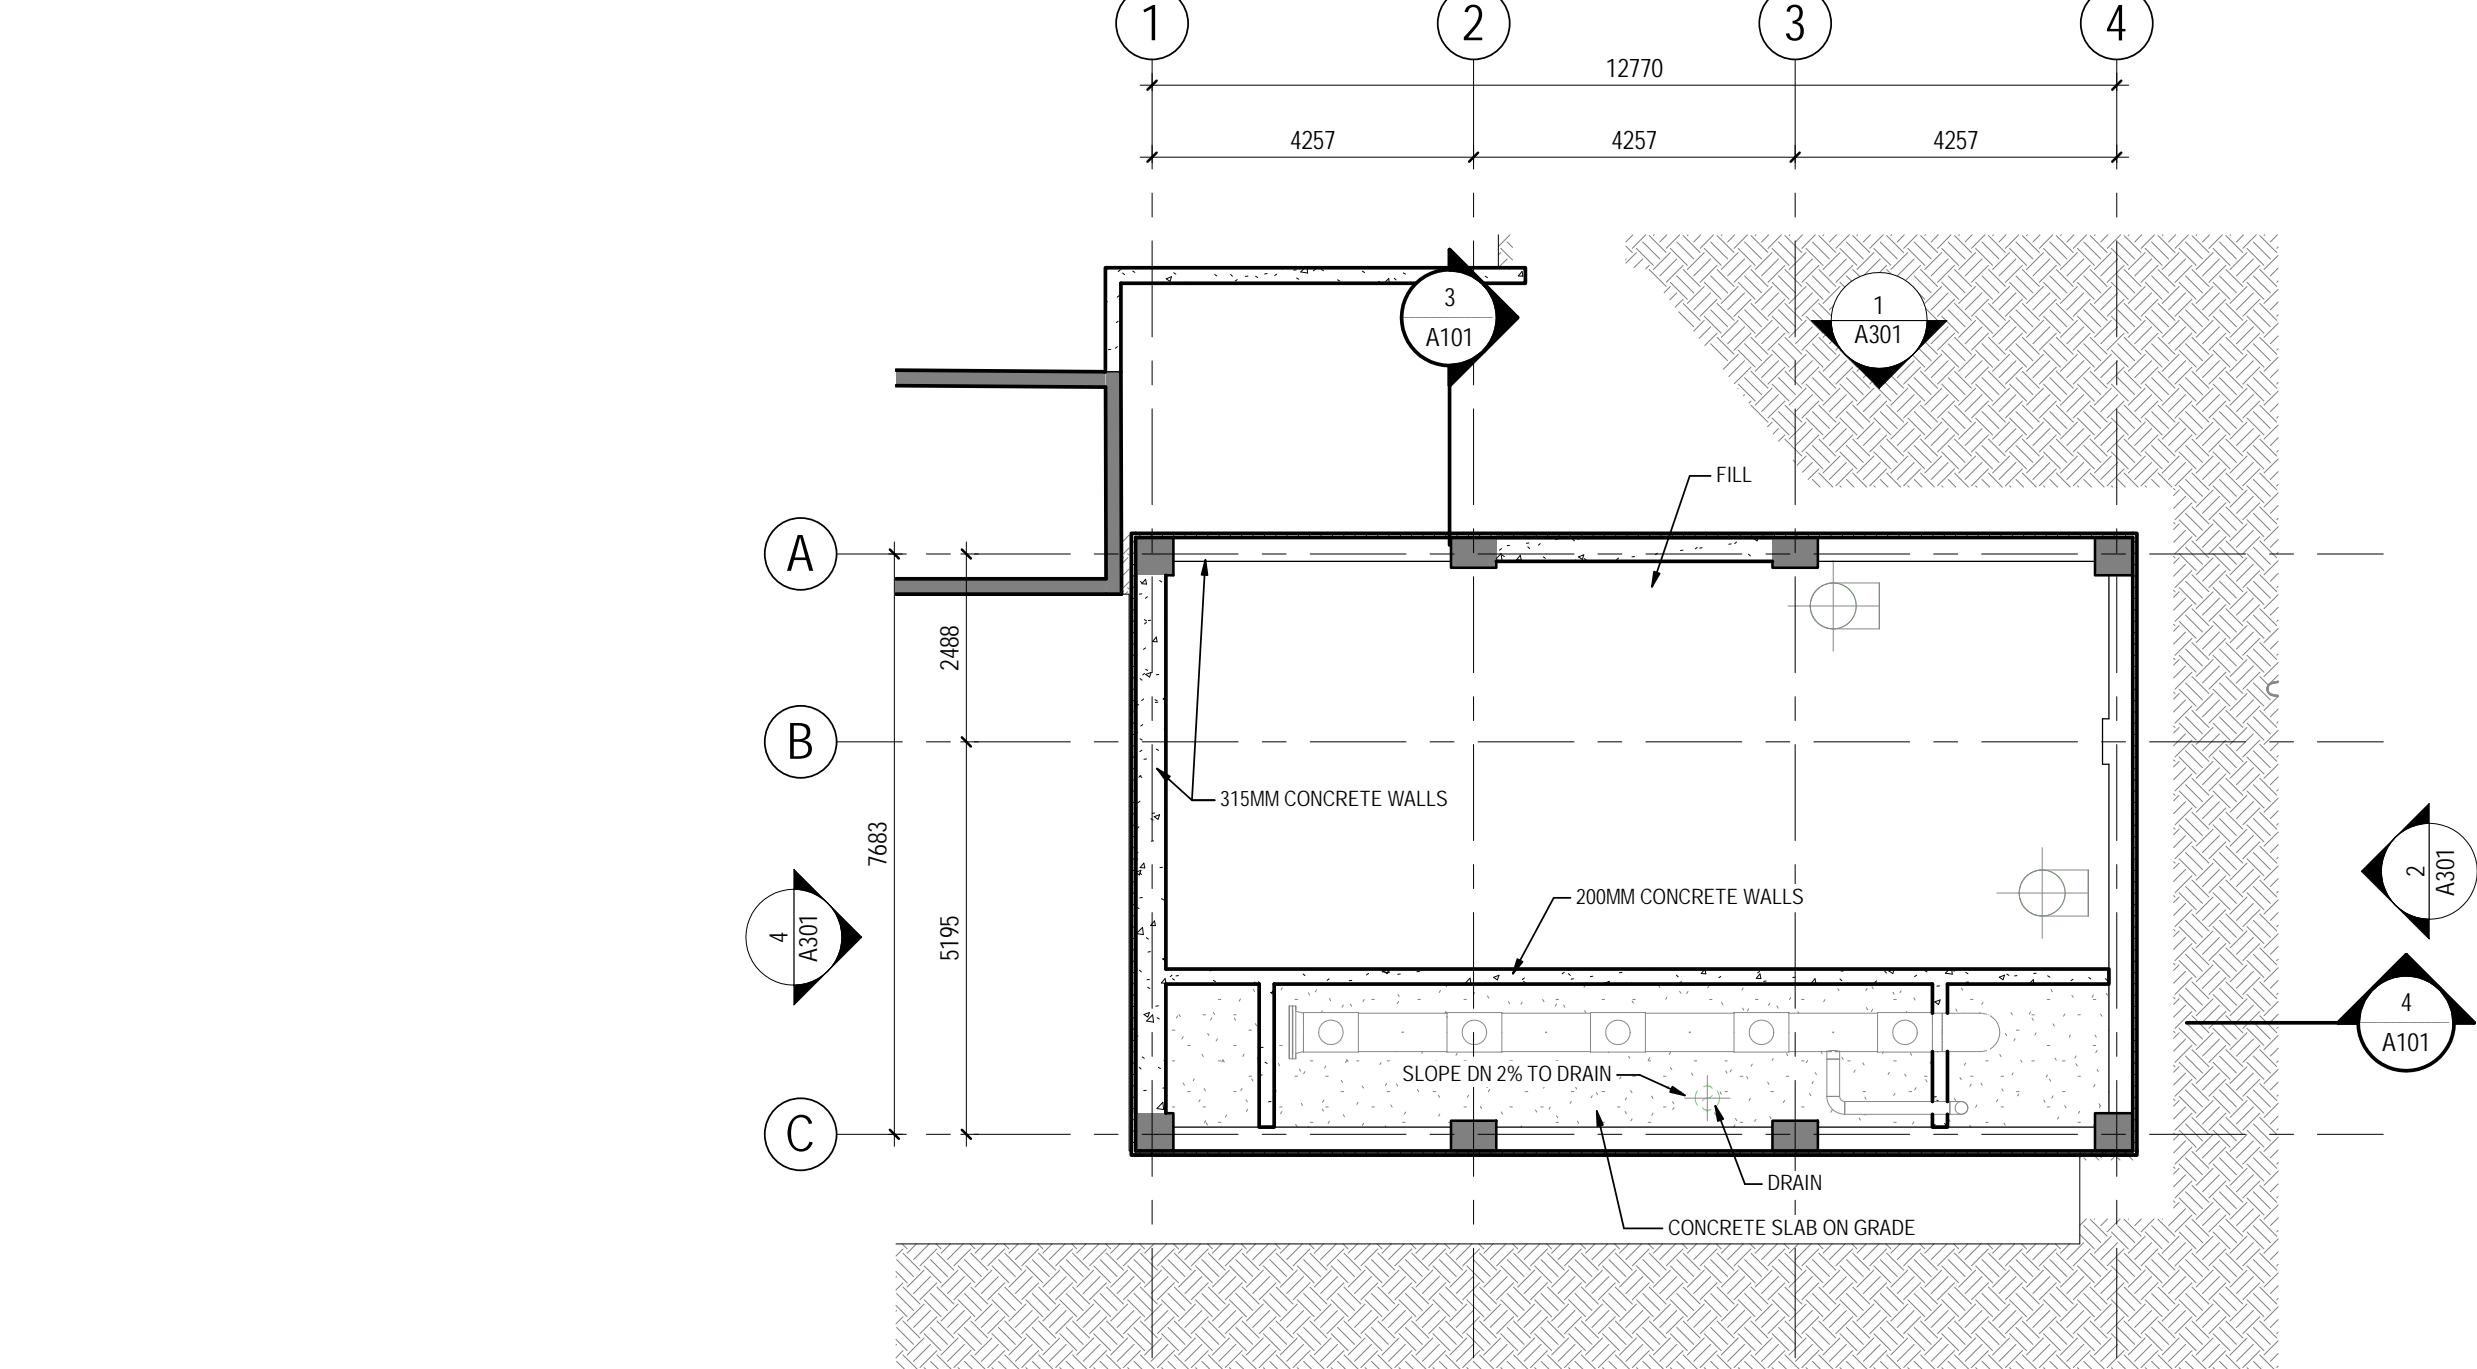 1
2
3
4
12770
4257
4257
4257
3
A101
1
A301
FILL
A
2488
B
315MM CONCRETE WALLS
7683
2
A301
200MM CONCRETE WALLS
4
A301
5195
4
A101
SLOPE DN 2% TO DRAIN
C
DRAIN
CONCRETE SLAB ON GRADE